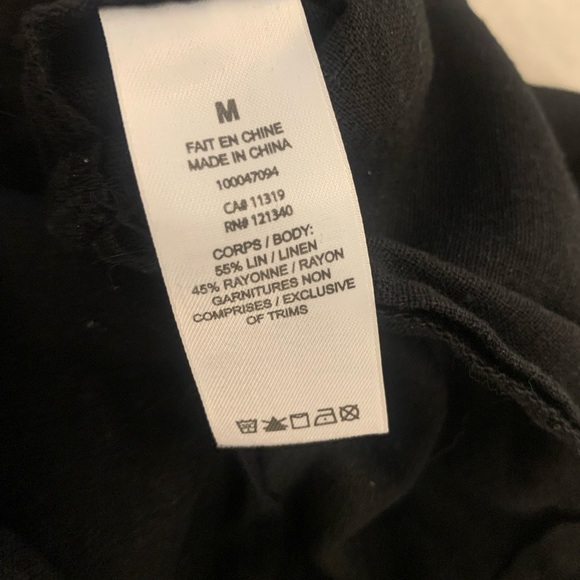 M
FAIT EN CHINE
MADE IN CHINA
100047094
CA# 11319
RN# 121340
CORPS / BODY:
55% LIN / LINEN
45% RAYONNE / RAYON
GARNITURES NON
COMPRISES / EXCLUSIVE
OF TRIMS